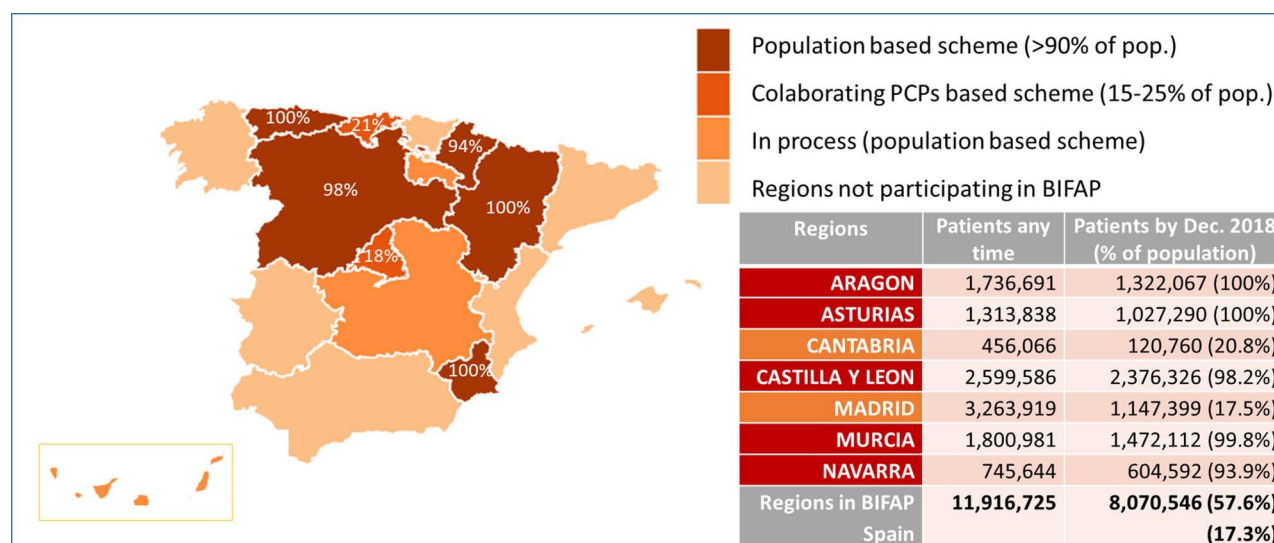 Population based scheme (>90% of pop.)
Colaborating PCPs based scheme (15-25% of pop.)
In process (population based scheme)
Regions not participating in BIFAP
100%
21%
94%
98%
100%
18%
100%
Regions Patients any time Patients by Dec. 2018 (% of population)
ARAGON 1,736,691 1,322,067 (100%)
ASTURIAS 1,313,838 1,027,290 (100%)
CANTABRIA 456,066 120,760 (20.8%)
CASTILLA Y LEON 2,599,586 2,376,326 (98.2%)
MADRID 3,263,919 1,147,399 (17.5%)
MURCIA 1,800,981 1,472,112 (99.8%)
NAVARRA 745,644 604,592 (93.9%)
Regions in BIFAP 11,916,725 8,070,546 (57.6%)
Spain (17.3%)